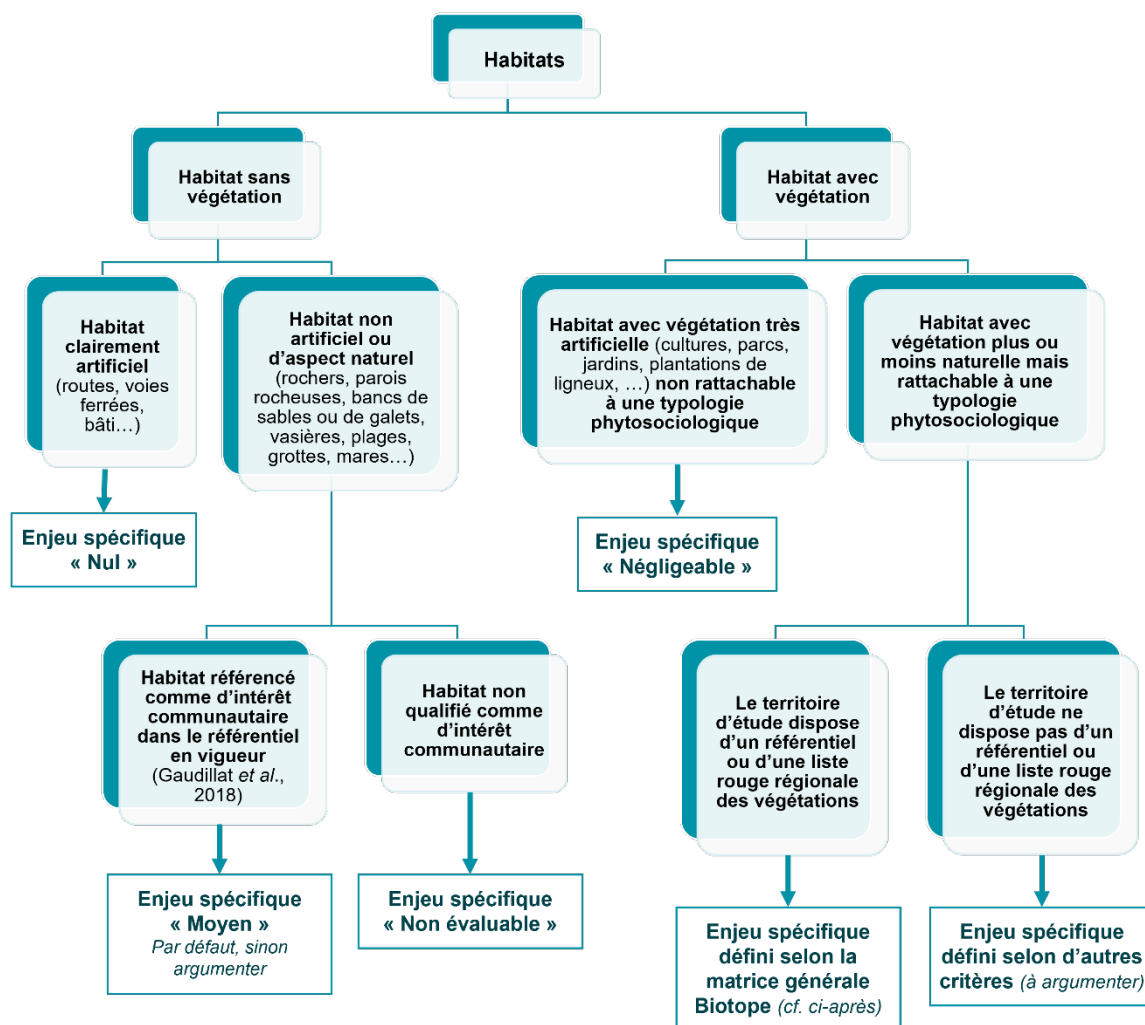 Habitats
Habitat sans
végétation
Habitat avec
végétation
Habitat
clairement
artificiel
(routes, voies
ferrées,
bâti…)
Habitat non
artificiel ou
d’aspect naturel
(rochers, parois
rocheuses, bancs de
sables ou de galets,
vasières, plages,
grottes, mares…)
Habitat avec végétation très
artificielle (cultures, parcs,
jardins, plantations de
ligneux, …) non rattachable
à une typologie
phytosociologique
Habitat avec
végétation plus ou
moins naturelle mais
rattachable à une
typologie
phytosociologique
Enjeu spécifique
« Nul »
Enjeu spécifique
« Négligeable »
Habitat référencé
comme d’intérêt
communautaire
dans le référentiel
en vigueur
(Gaudillat et al.,
2018)
Habitat non
qualifié comme
d’intérêt
communautaire
Le territoire
d’étude dispose
d’un référentiel
ou d’une liste
rouge régionale
des végétations
Le territoire
d’étude ne
dispose pas d’un
référentiel ou
d’une liste rouge
régionale des
végétations
Enjeu spécifique
« Moyen »
Par défaut, sinon
argumenter
Enjeu spécifique
« Non évaluable »
Enjeu spécifique
défini selon la
matrice générale
Biotope (cf. ci-après)
Enjeu spécifique
défini selon d’autres
critères (à argumenter)